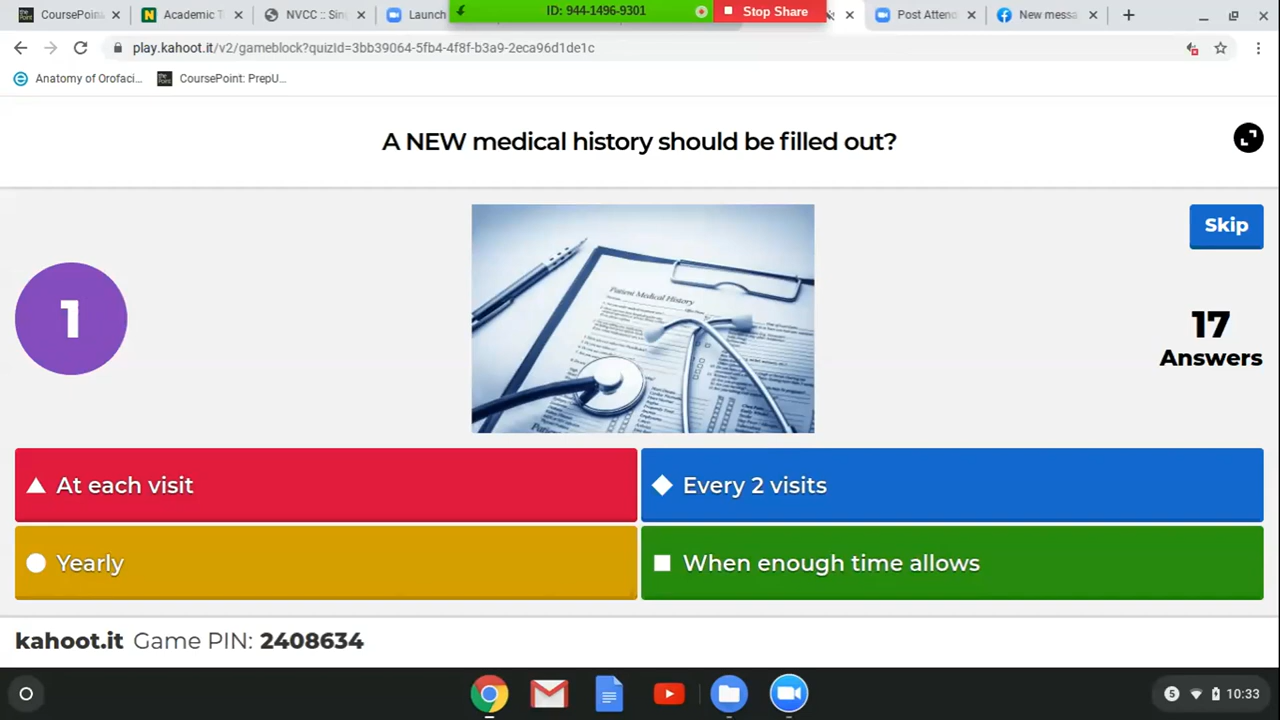 CoursePoin
Academic T
NVCC :: Sin
Launch
ID: 944-1496-9301
Stop Share
Post Atteno
New messa
play.kahoot.it/v2/gameblock?quizId=3bb39064-5fb4-4f8f-b3a9-2eca96d1de1c
Anatomy of Orofaci...
CoursePoint: PrepU...
A NEW medical history should be filled out?
Skip
1
Patient Medical History
17
Answers
At each visit
Every 2 visits
Yearly
When enough time allows
kahoot.it Game PIN: 2408634
S
10:33